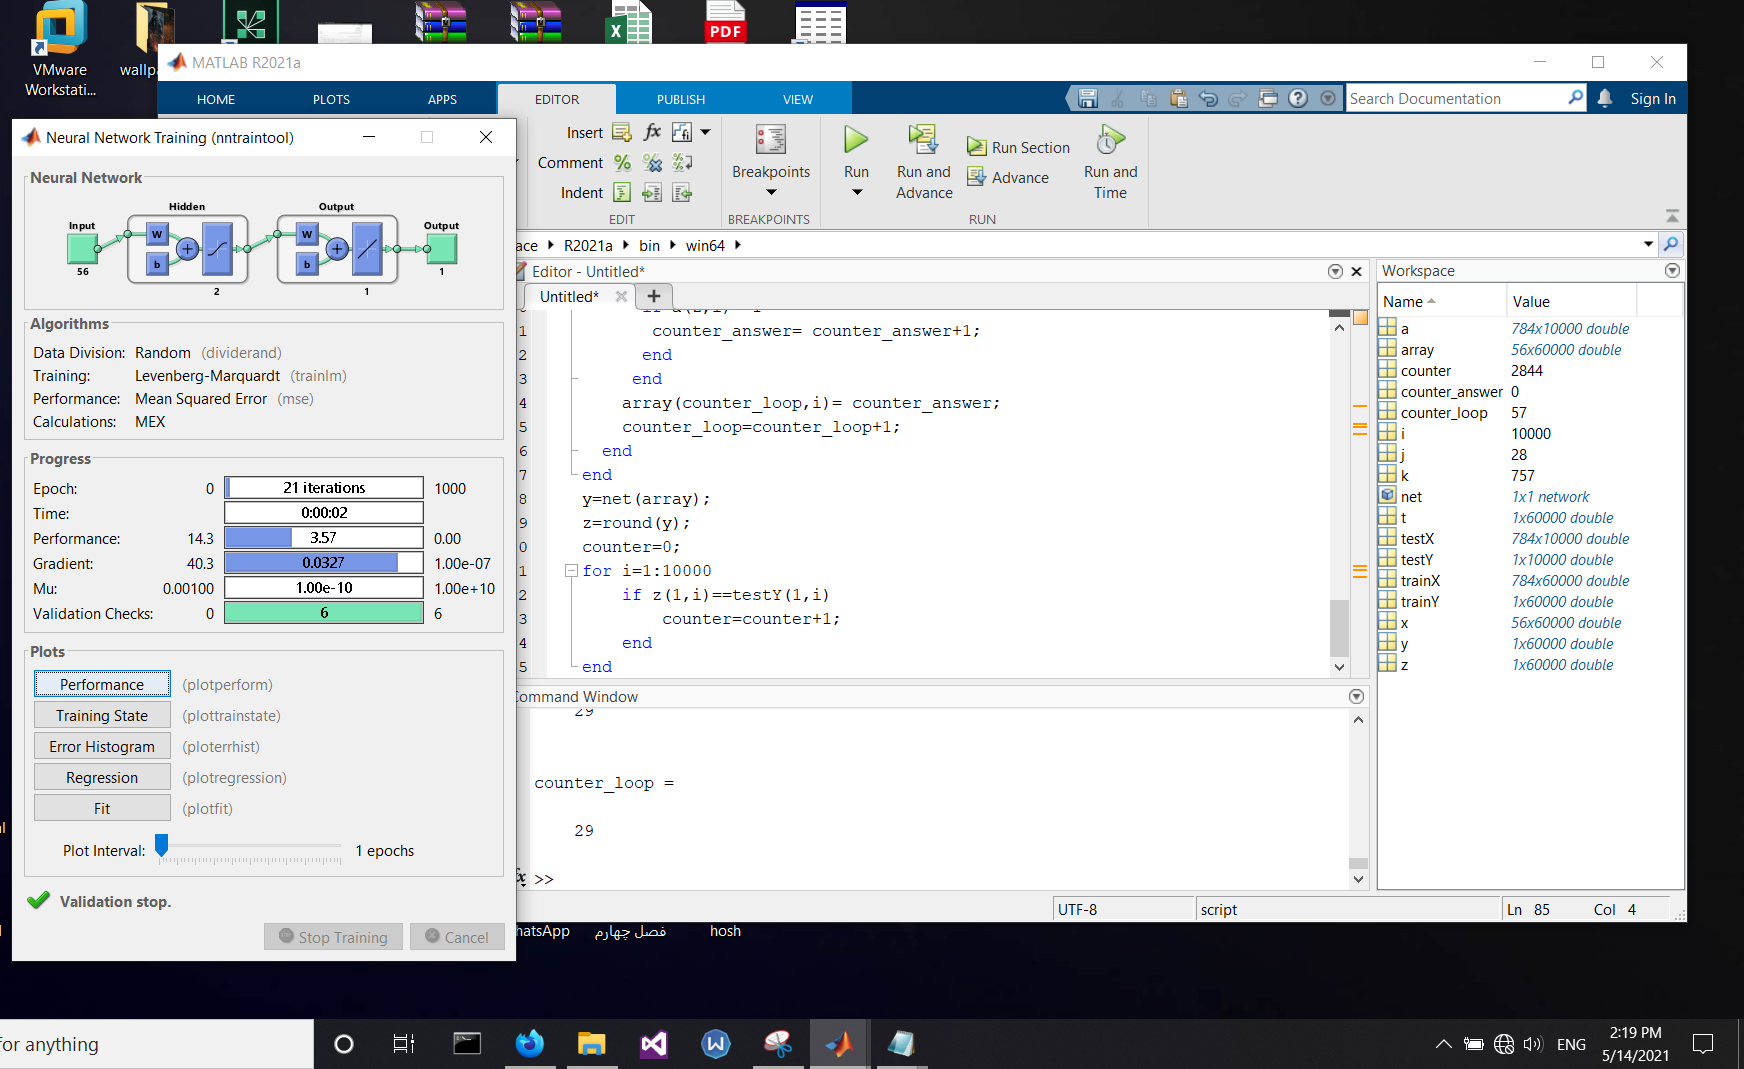 VMware
Workstati...
wallp
PDF
MATLAB R2021a
HOME
PLOTS
APPS
EDITOR
PUBLISH
VIEW
Search Documentation
Sign In
Insert
Comment
Indent
EDIT
Breakpoints
BREAKPOINTS
Run
Run and
Advance
Run Section
Advance
Run and
Time
RUN
ace
R2021a
bin
win64
Editor - Untitled*
Untitled*
counter_answer= counter_answer+1;
end
end
array(counter_loop,i)= counter_answer;
counter_loop=counter_loop+1;
end
end
y=net(array);
z=round(y);
counter=0;
for i=1:10000
if z(1,i)==testY(1,i)
counter=counter+1;
end
end
ommand Window
29
counter_loop =
29
>>
Workspace
Name Value
a 784x10000 double
array 56x60000 double
counter 2844
counter_answer 0
counter_loop 57
i 10000
j 28
k 757
net 1x1 network
t 1x60000 double
testX 784x10000 double
testY 1x10000 double
trainX 784x60000 double
trainY 1x60000 double
x 56x60000 double
y 1x60000 double
z 1x60000 double
UTF-8
script
Ln 85 Col 4
Neural Network Training (nntraintool)
Neural Network
Hidden
Output
Input
Output
W
b
W
b
56
2
1
1
Algorithms
Data Division: Random (dividerand)
Training: Levenberg-Marquardt (trainlm)
Performance: Mean Squared Error (mse)
Calculations: MEX
Progress
Epoch: 0 21 iterations 1000
Time: 0:00:02
Performance: 14.3 3.57 0.00
Gradient: 40.3 0.0327 1.00e-07
Mu: 0.00100 1.00e-10 1.00e+10
Validation Checks: 0 6 6
Plots
Performance (plotperform)
Training State (plottrainstate)
Error Histogram (ploterrhist)
Regression (plotregression)
Fit (plotfit)
Plot Interval: 1 epochs
Validation stop.
Stop Training
Cancel
hatsApp
فصل چهارم
hosh
for anything
ENG
2:19 PM
5/14/2021